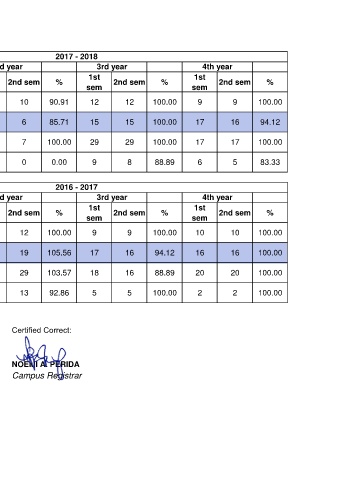 2017 - 2018
d year 3rd year 4th year
2nd sem % 1st sem 2nd sem % 1st sem 2nd sem %
10 90.91 12 12 100.00 9 9 100.00
6 85.71 15 15 100.00 17 16 94.12
7 100.00 29 29 100.00 17 17 100.00
0 0.00 9 8 88.89 6 5 83.33
2016 - 2017
d year 3rd year 4th year
2nd sem % 1st sem 2nd sem % 1st sem 2nd sem %
12 100.00 9 9 100.00 10 10 100.00
19 105.56 17 16 94.12 16 16 100.00
29 103.57 18 16 88.89 20 20 100.00
13 92.86 5 5 100.00 2 2 100.00
Certified Correct:
NOEMI A. PERIDA
Campus Registrar